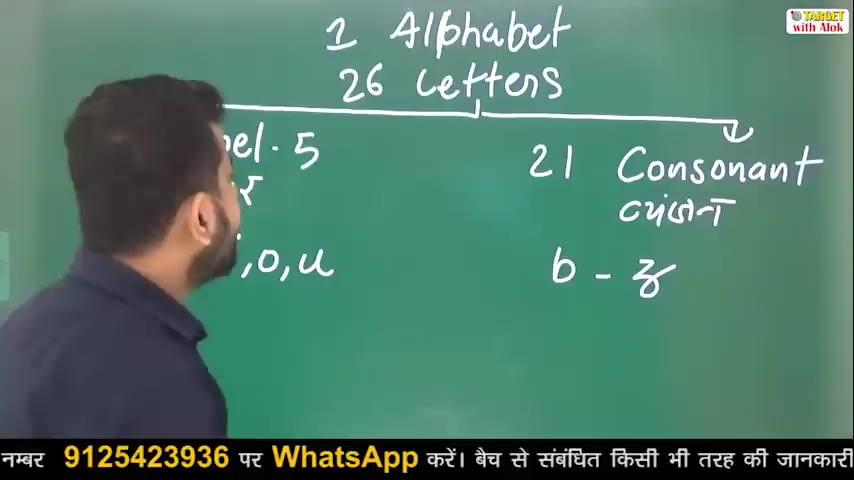 TARGET
with Alok
1 Alphabet
26 Letters
5
21 Consonant
व्यंजन
o, u
b - z
नम्बर 9125423936 पर WhatsApp करें। बैच से संबंधित किसी भी तरह की जानकारी